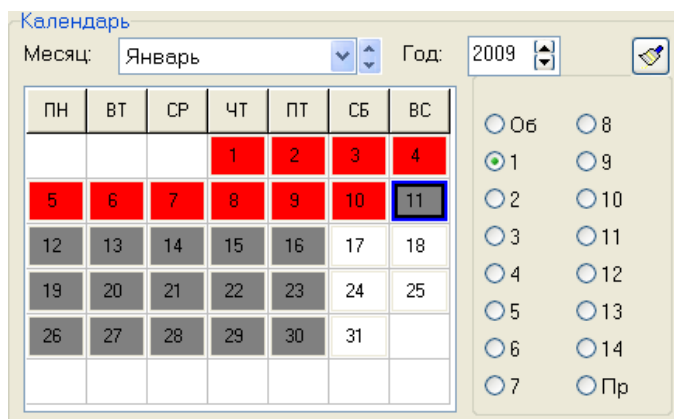 Календарь
Месяц: Январь Год: 2009
ПН ВТ СР ЧТ ПТ СБ ВС
1 2 3 4
5 6 7 8 9 10 11
12 13 14 15 16 17 18
19 20 21 22 23 24 25
26 27 28 29 30 31
Об 8
1 9
2 10
3 11
4 12
5 13
6 14
7 Пр